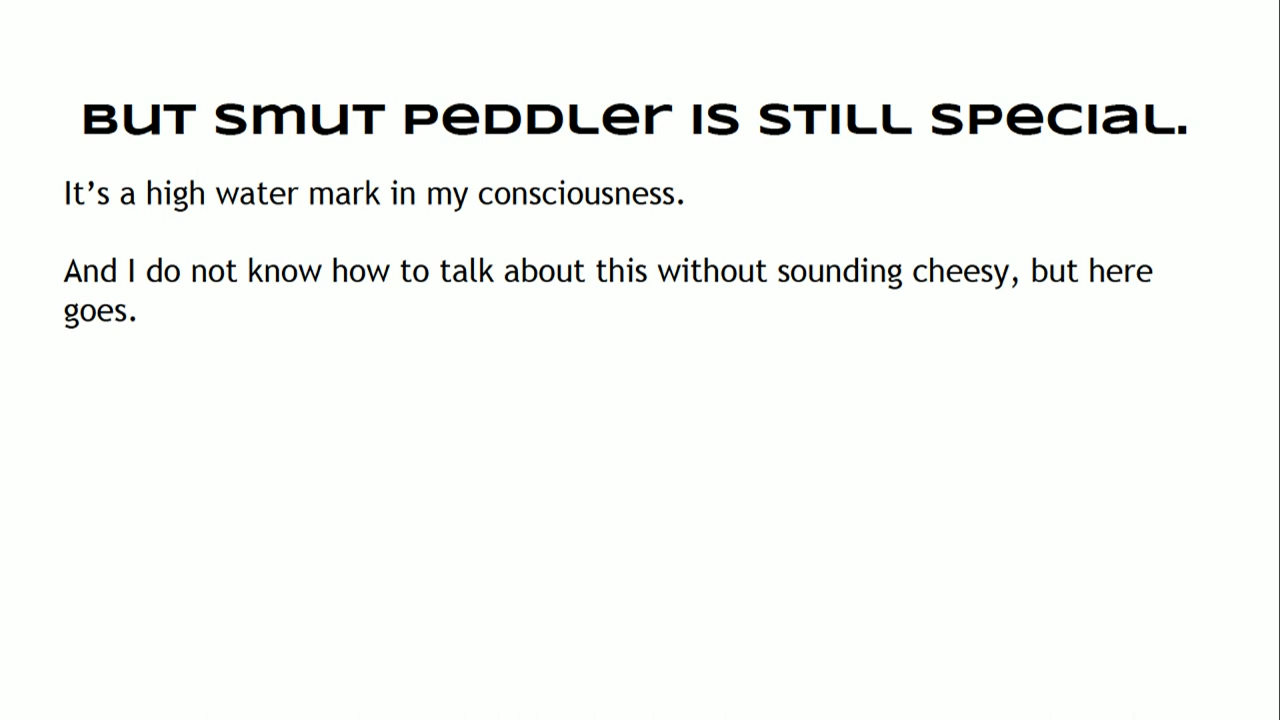 But Smut Peddler is still special.
It’s a high water mark in my consciousness.
And I do not know how to talk about this without sounding cheesy, but here
goes.